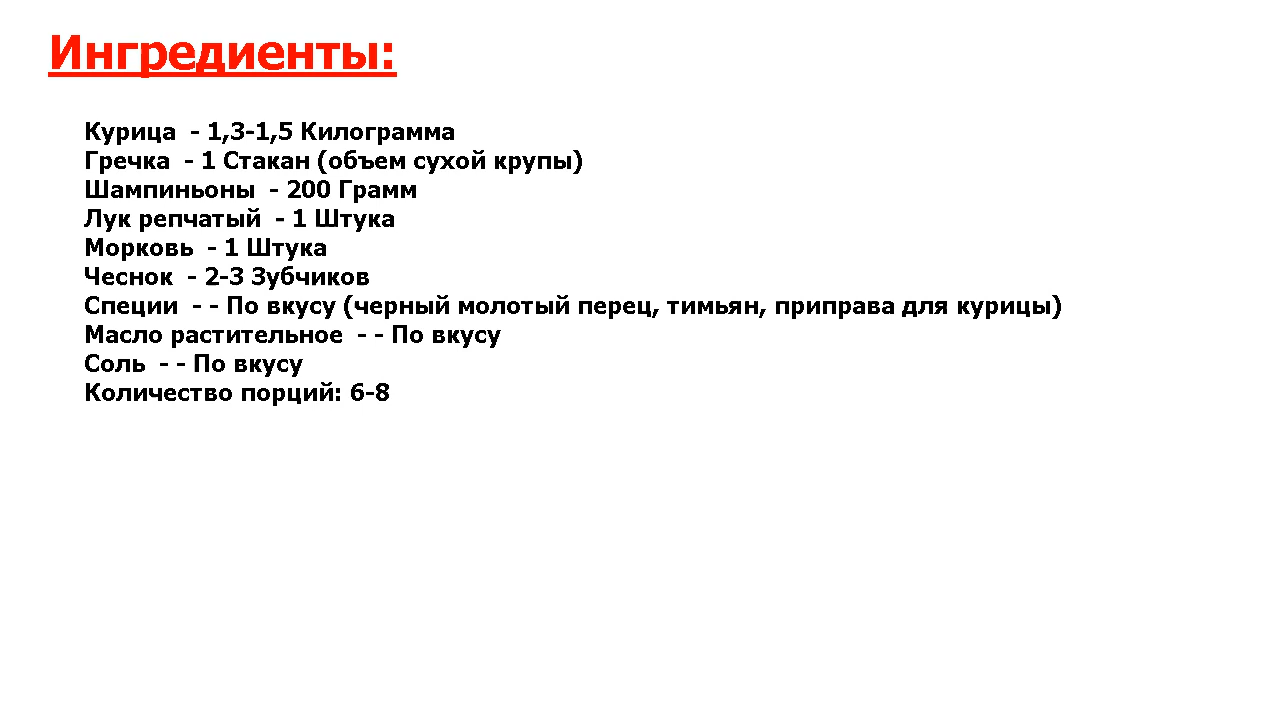 Ингредиенты:
Курица  - 1,3-1,5 Килограмма
Гречка  - 1 Стакан (объем сухой крупы)
Шампиньоны  - 200 Грамм
Лук репчатый  - 1 Штука
Морковь  - 1 Штука
Чеснок  - 2-3 Зубчиков
Специи  - - По вкусу (черный молотый перец, тимьян, приправа для курицы)
Масло растительное  - - По вкусу
Соль  - - По вкусу
Количество порций: 6-8